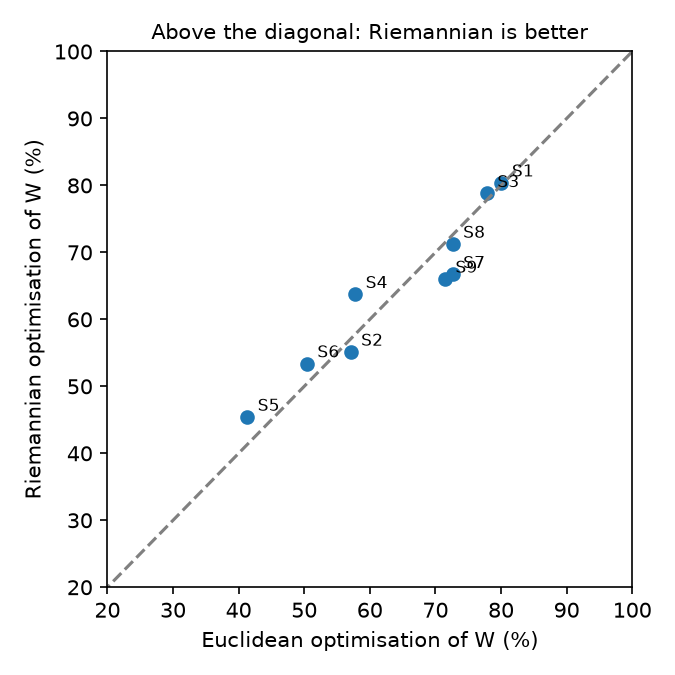 Above the diagonal: Riemannian is better
100
90
80
70
60
50
40
30
20
Riemannian optimisation of W (%)
S1
S3
S8
S7
S9
S4
S2
S6
S5
20 30 40 50 60 70 80 90 100
Euclidean optimisation of W (%)